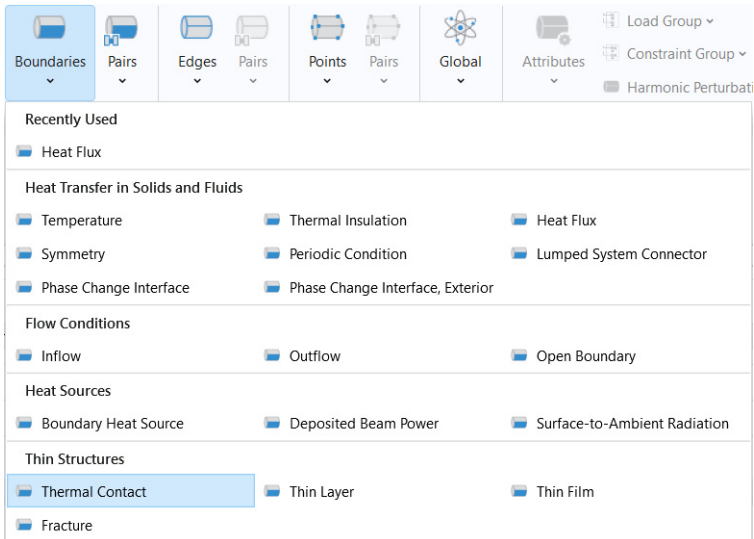 Boundaries Pairs Edges Pairs Points Pairs Global Attributes
Load Group
Constraint Group
Harmonic
Recently Used
Heat Flux
Heat Transfer in Solids and Fluids
Temperature Thermal Insulation Heat Flux
Symmetry Periodic Condition Lumped System Connector
Phase Change Interface Phase Change Interface, Exterior
Flow Conditions
Inflow Outflow Open Boundary
Heat Sources
Boundary Heat Source Deposited Beam Power Surface-to-Ambient Radiation
Thin Structures
Thermal Contact Thin Layer Thin Film
Fracture